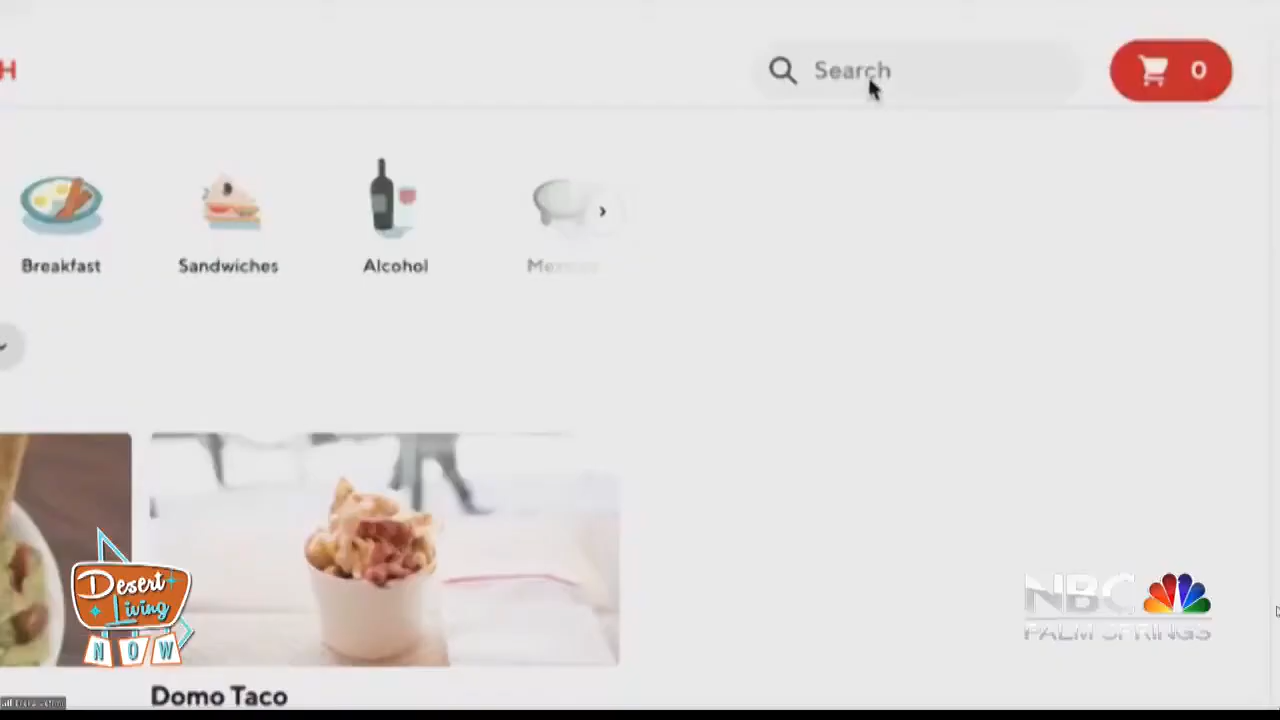 H
Search
0
Breakfast
Sandwiches
Alcohol
Desert
Living
NOW
NBC
PALM SPRINGS
Domo Taco